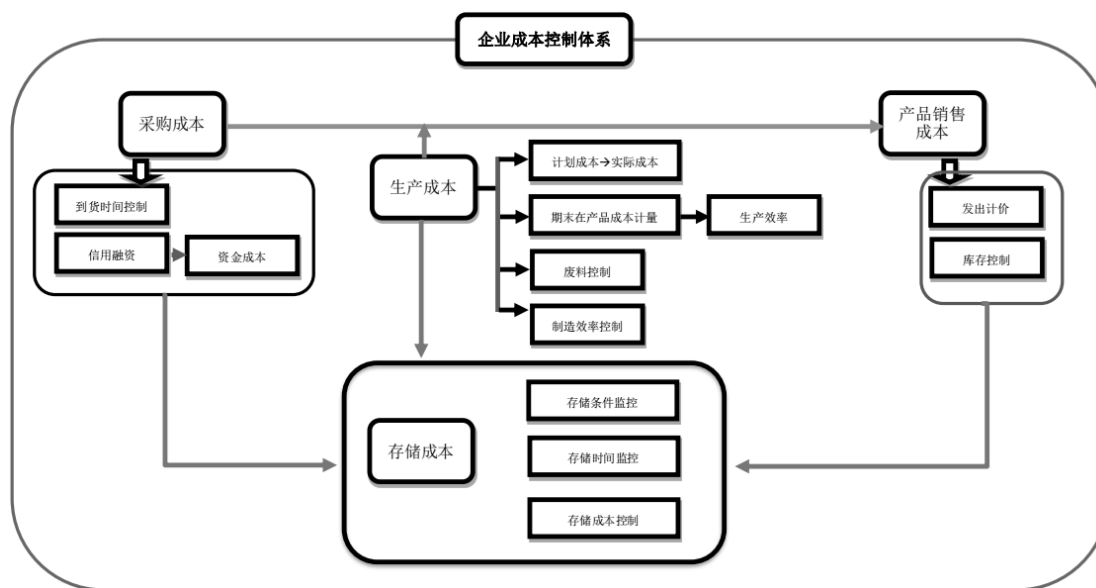 企业成本控制体系
采购成本
产品销售
成本
生产成本
计划成本→实际成本
到货时间控制
期末在产品成本计量
生产效率
发出计价
信用融资
资金成本
库存控制
废料控制
制造效率控制
存储成本
存储条件监控
存储时间监控
存储成本控制